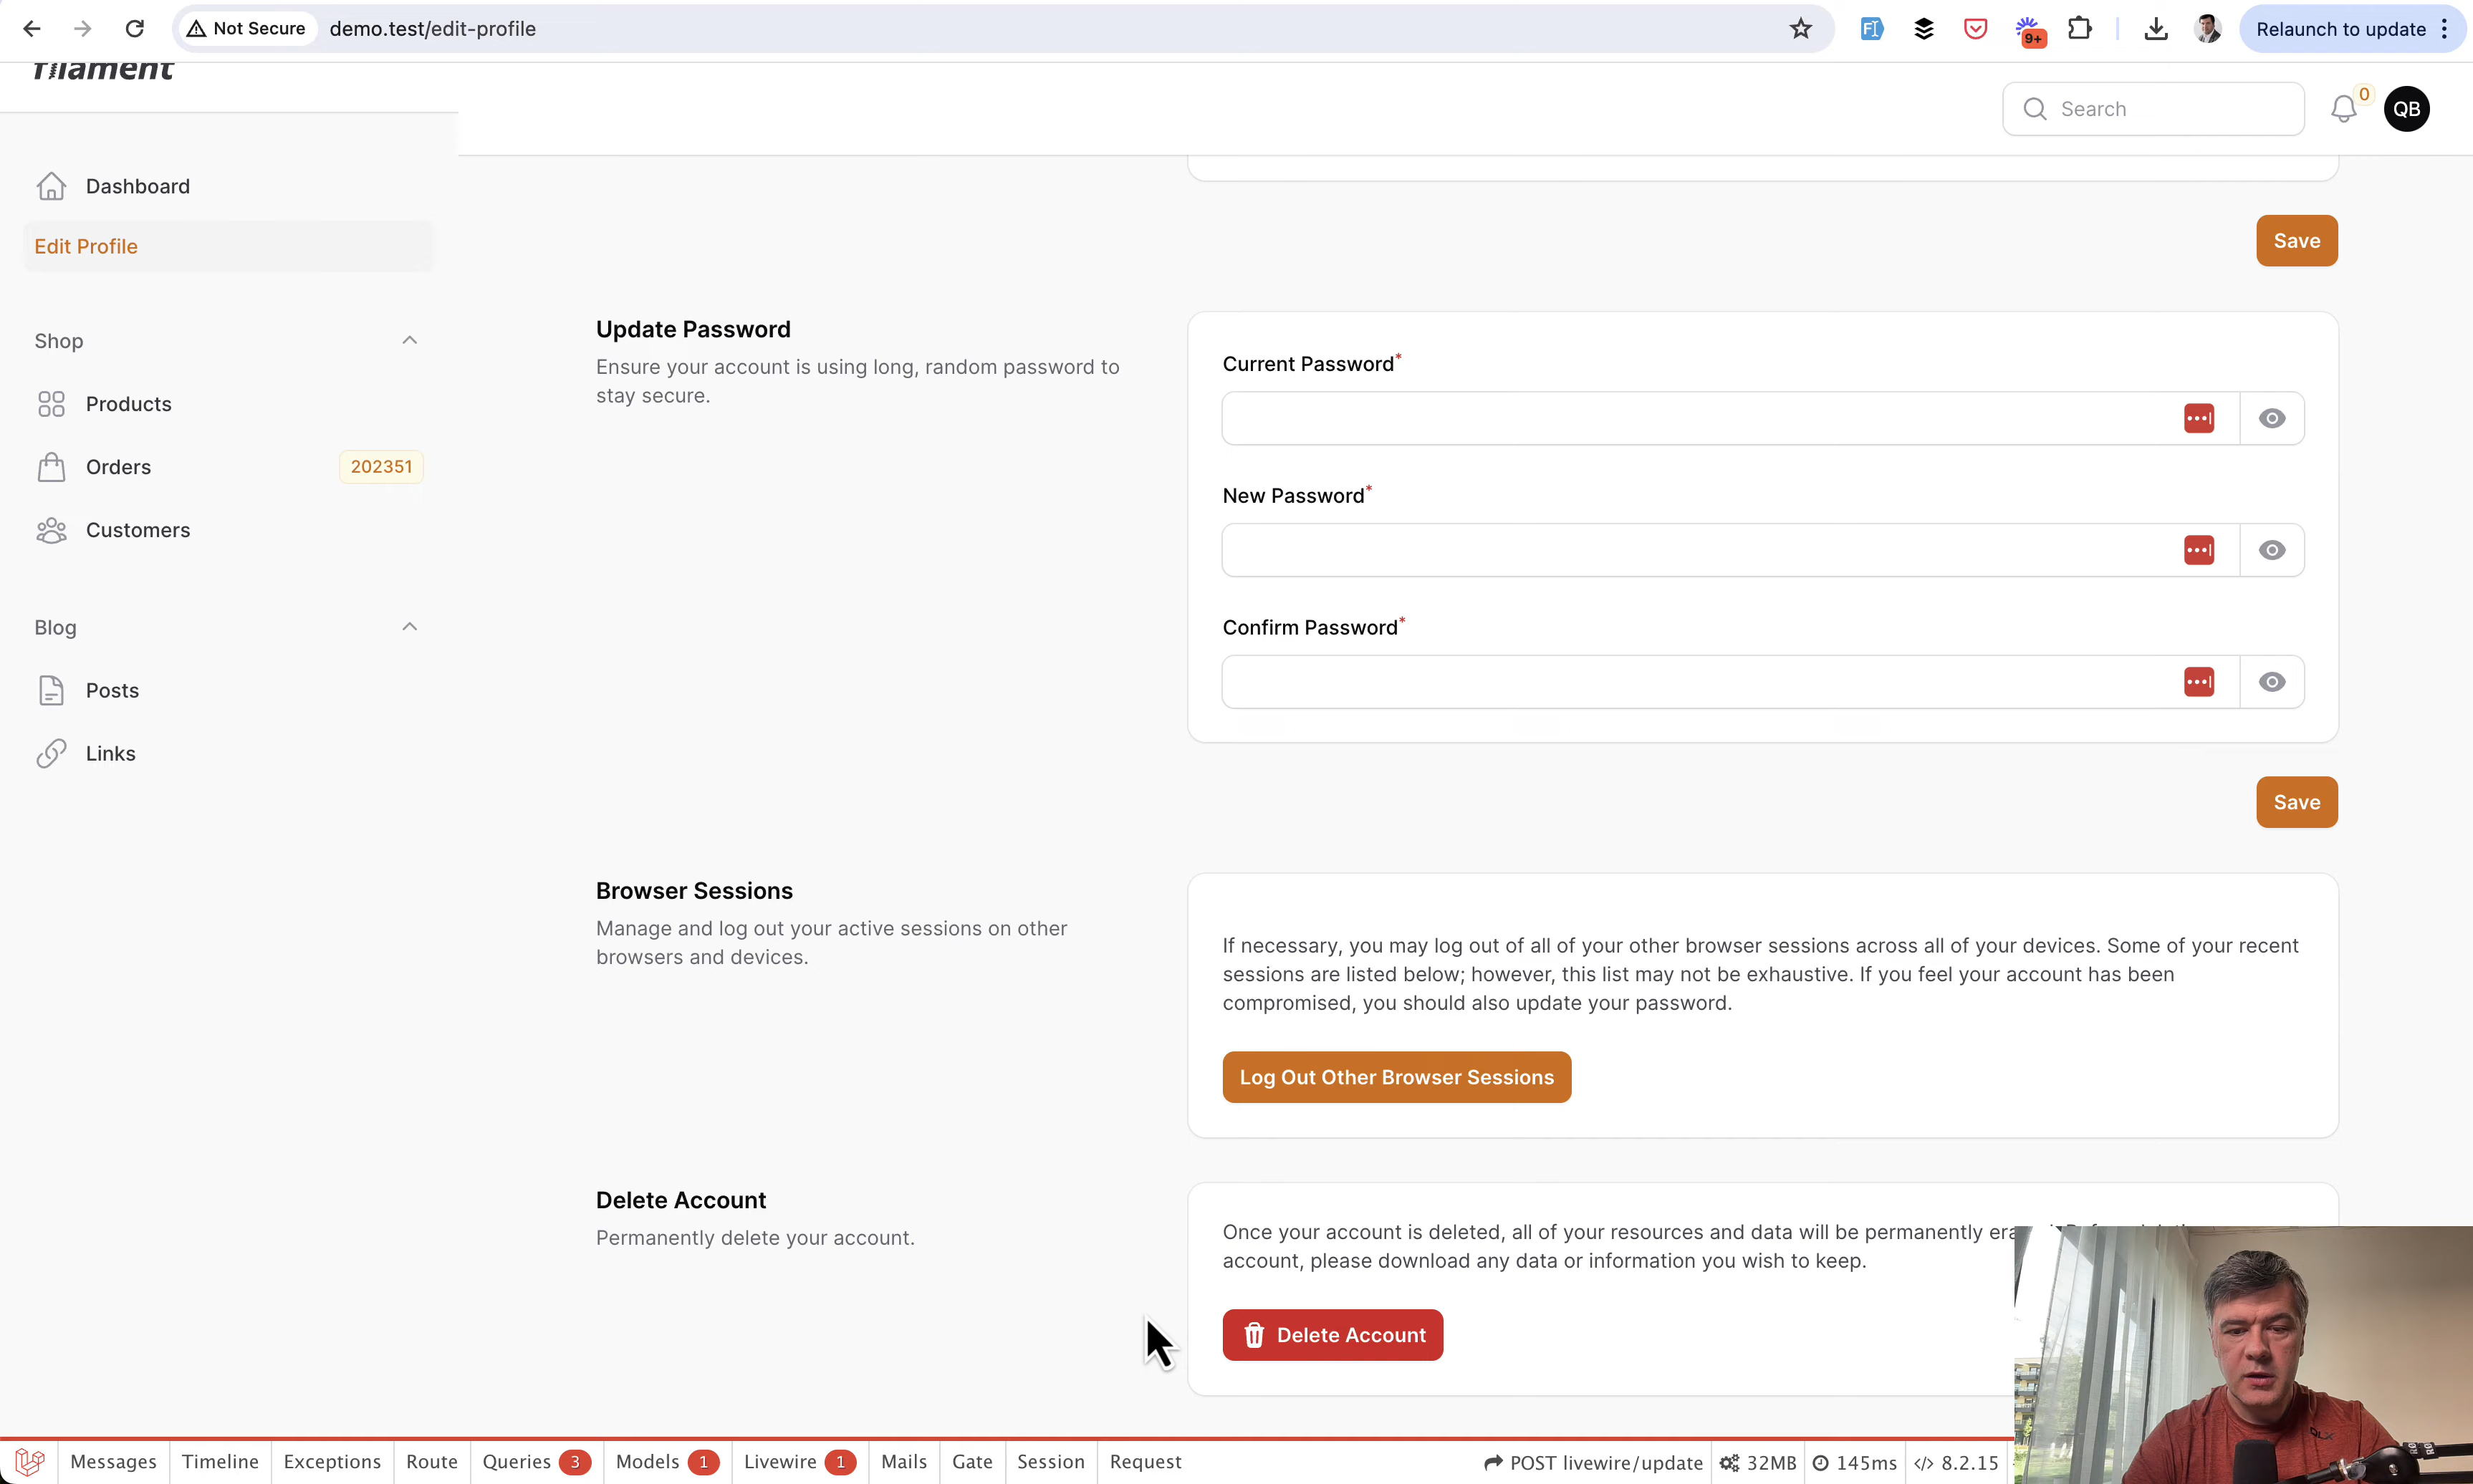 Not Secure
demo.test/edit-profile
9+
Relaunch to update
filament
Search
0
QB
Dashboard
Edit Profile
Shop
Products
Orders
202351
Customers
Blog
Posts
Links
Save
Update Password
Ensure your account is using long, random password to
stay secure.
Current Password*
New Password*
Confirm Password*
Save
Browser Sessions
Manage and log out your active sessions on other
browsers and devices.
If necessary, you may log out of all of your other browser sessions across all of your devices. Some of your recent
sessions are listed below; however, this list may not be exhaustive. If you feel your account has been
compromised, you should also update your password.
Log Out Other Browser Sessions
Delete Account
Permanently delete your account.
Once your account is deleted, all of your resources and data will be permanently
account, please download any data or information you wish to keep.
Delete Account
Messages
Timeline
Exceptions
Route
Queries 3
Models 1
Livewire 1
Mails
Gate
Session
Request
POST livewire/update
32MB
145ms
8.2.15